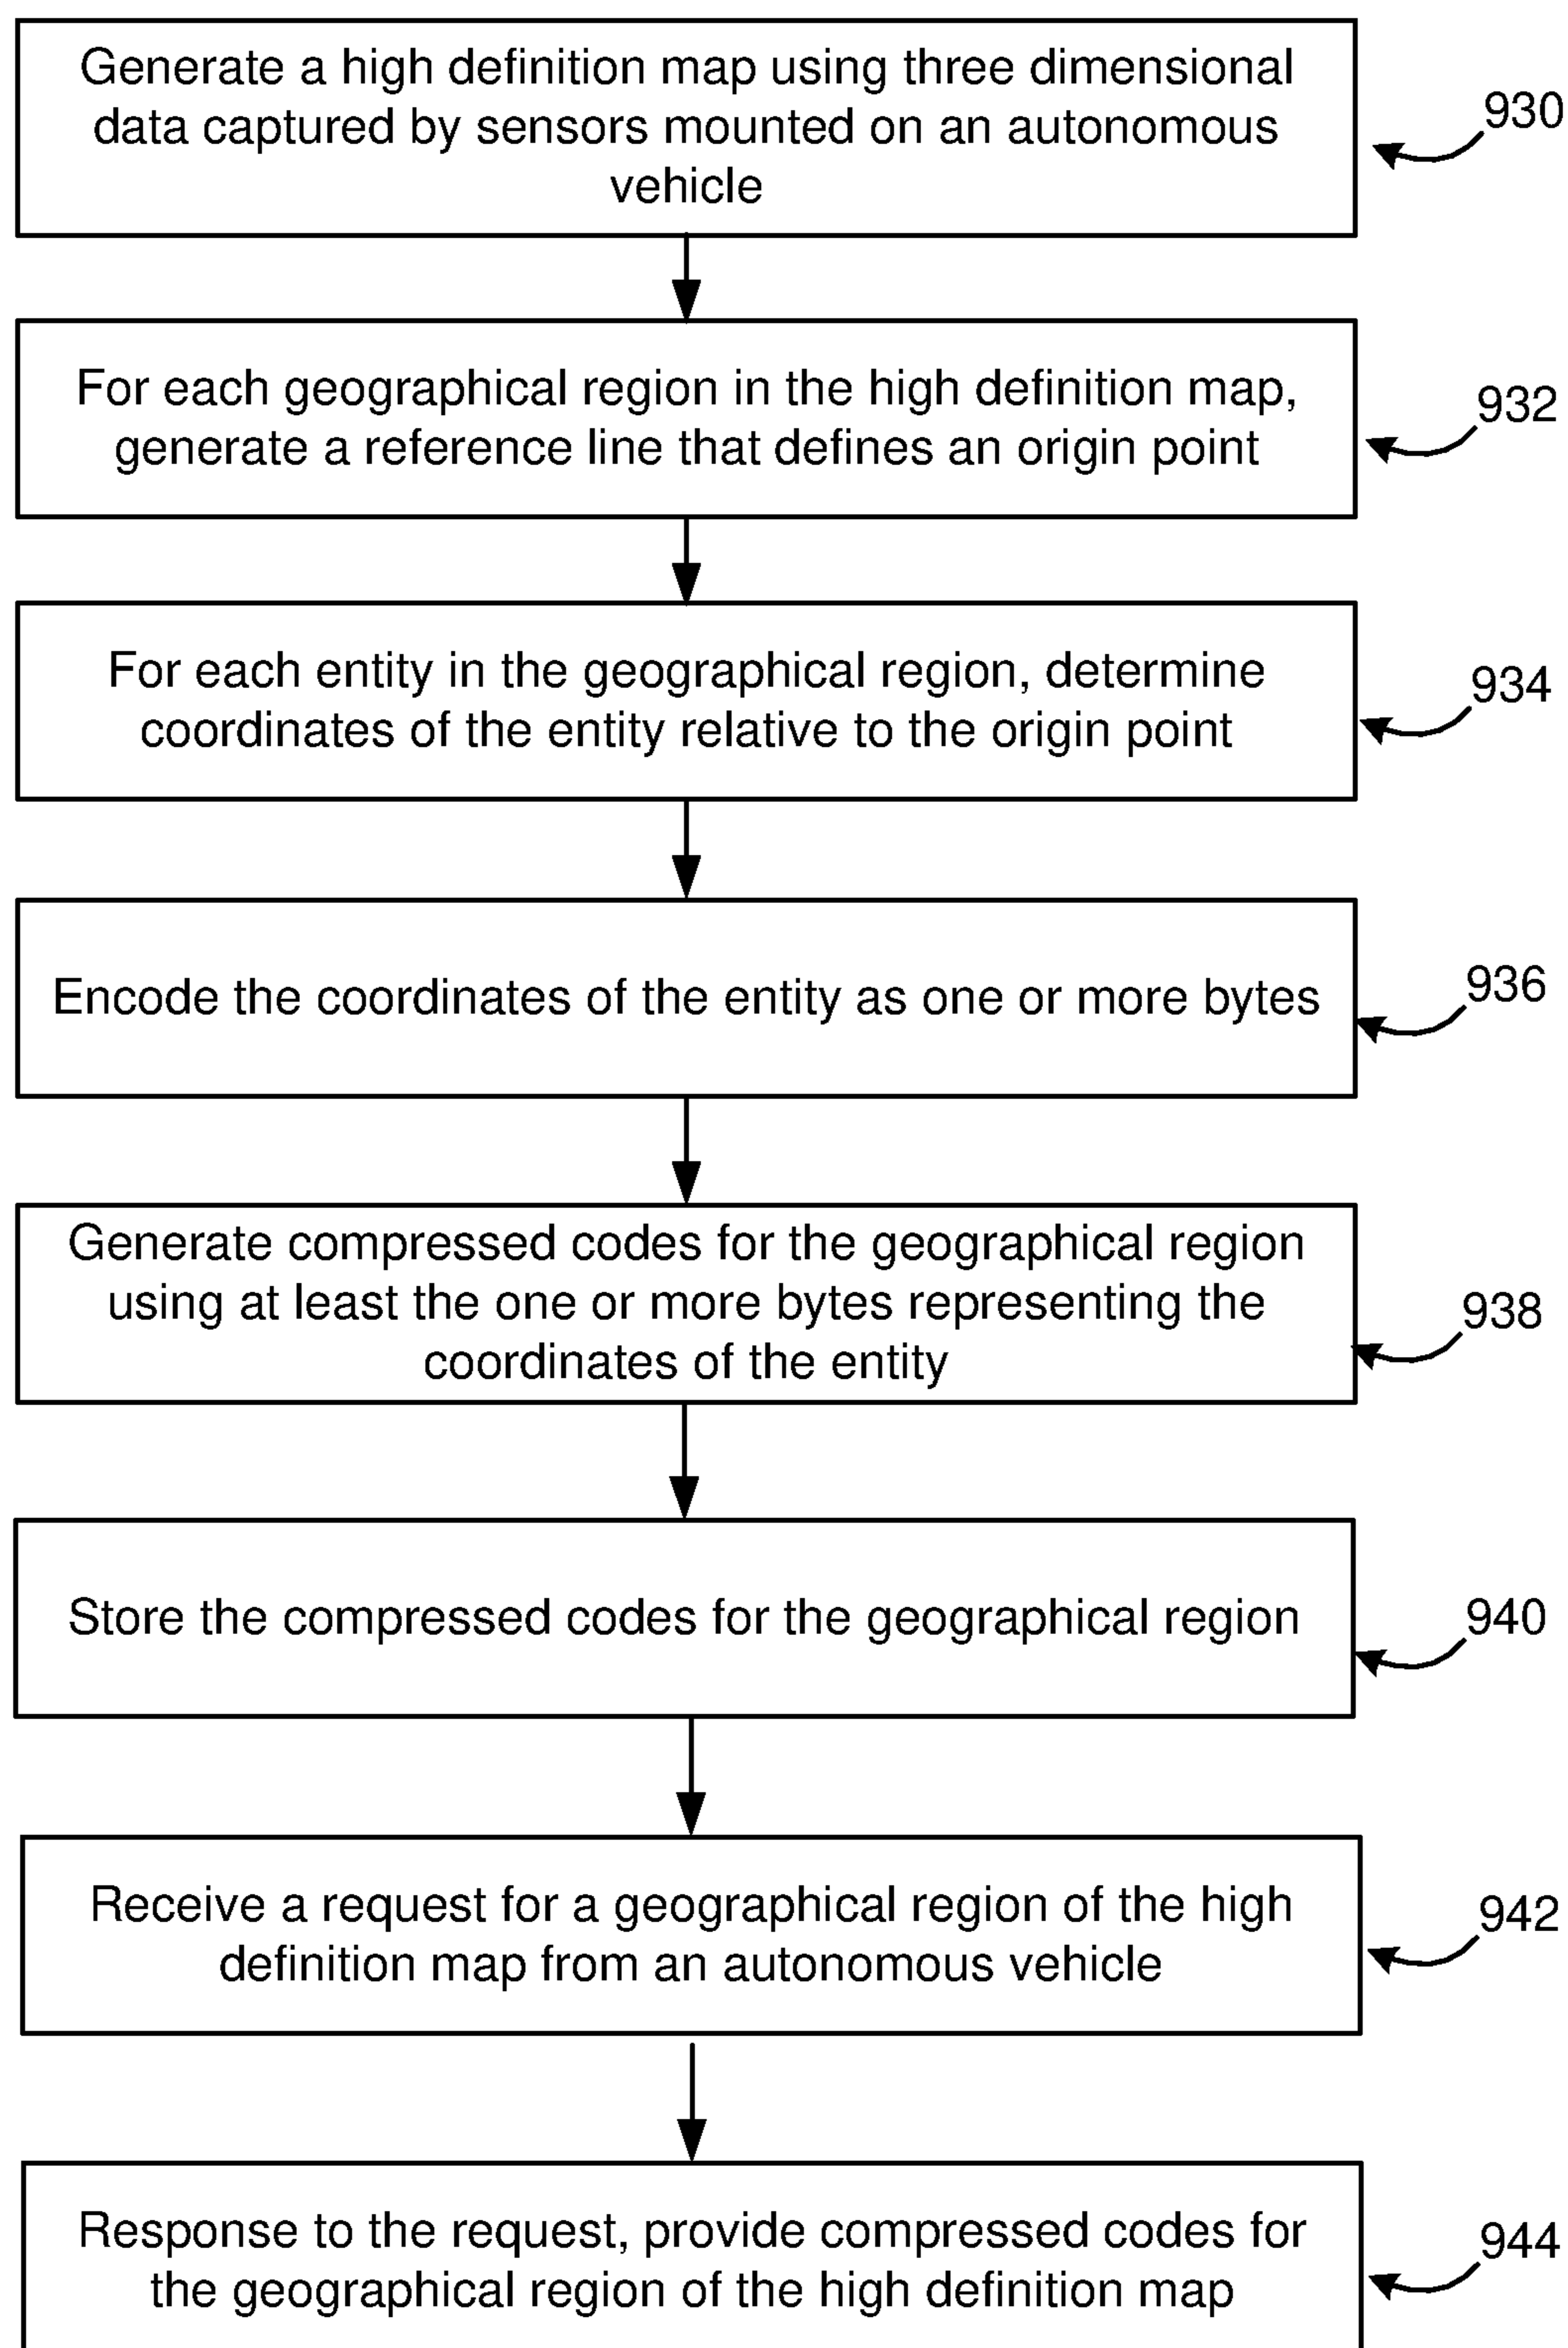 Generate a high definition map using three dimensional
data captured by sensors mounted on an autonomous
vehicle
930
For each geographical region in the high definition map,
generate a reference line that defines an origin point
932
For each entity in the geographical region, determine
coordinates of the entity relative to the origin point
934
Encode the coordinates of the entity as one or more bytes
936
Generate compressed codes for the geographical region
using at least the one or more bytes representing the
coordinates of the entity
938
Store the compressed codes for the geographical region
940
Receive a request for a geographical region of the high
definition map from an autonomous vehicle
942
Response to the request, provide compressed codes for
the geographical region of the high definition map
944